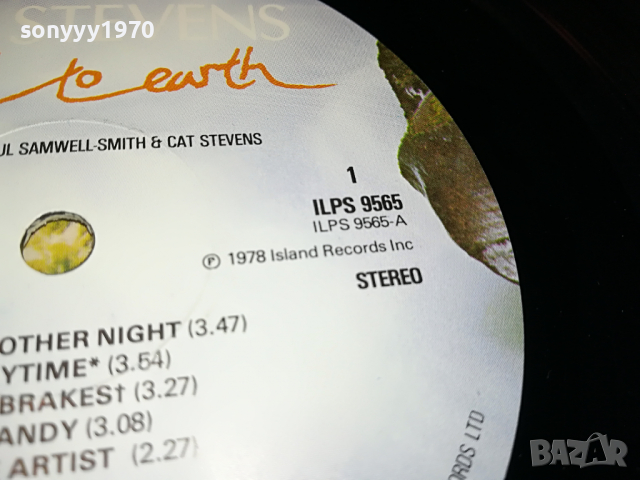 sonyyy1970
STEVENS
to earth
UL SAMWELL-SMITH & CAT STEVENS
1
ILPS 9565
ILPS 9565-A
℗ 1978 Island Records Inc
STEREO
OTHER NIGHT (3.47)
YTIME* (3.54)
BRAKES† (3.27)
ANDY (3.08)
ARTIST (2.27)
ORDS LTD
BAZAR